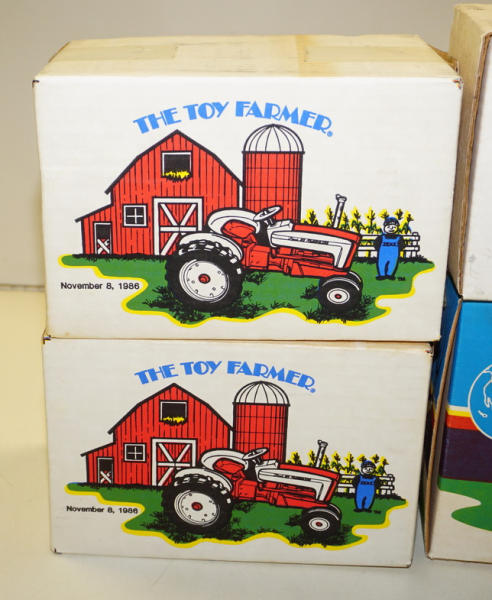 THE TOY FARMER®
November 8, 1986
THE TOY FARMER®
November 8, 1986